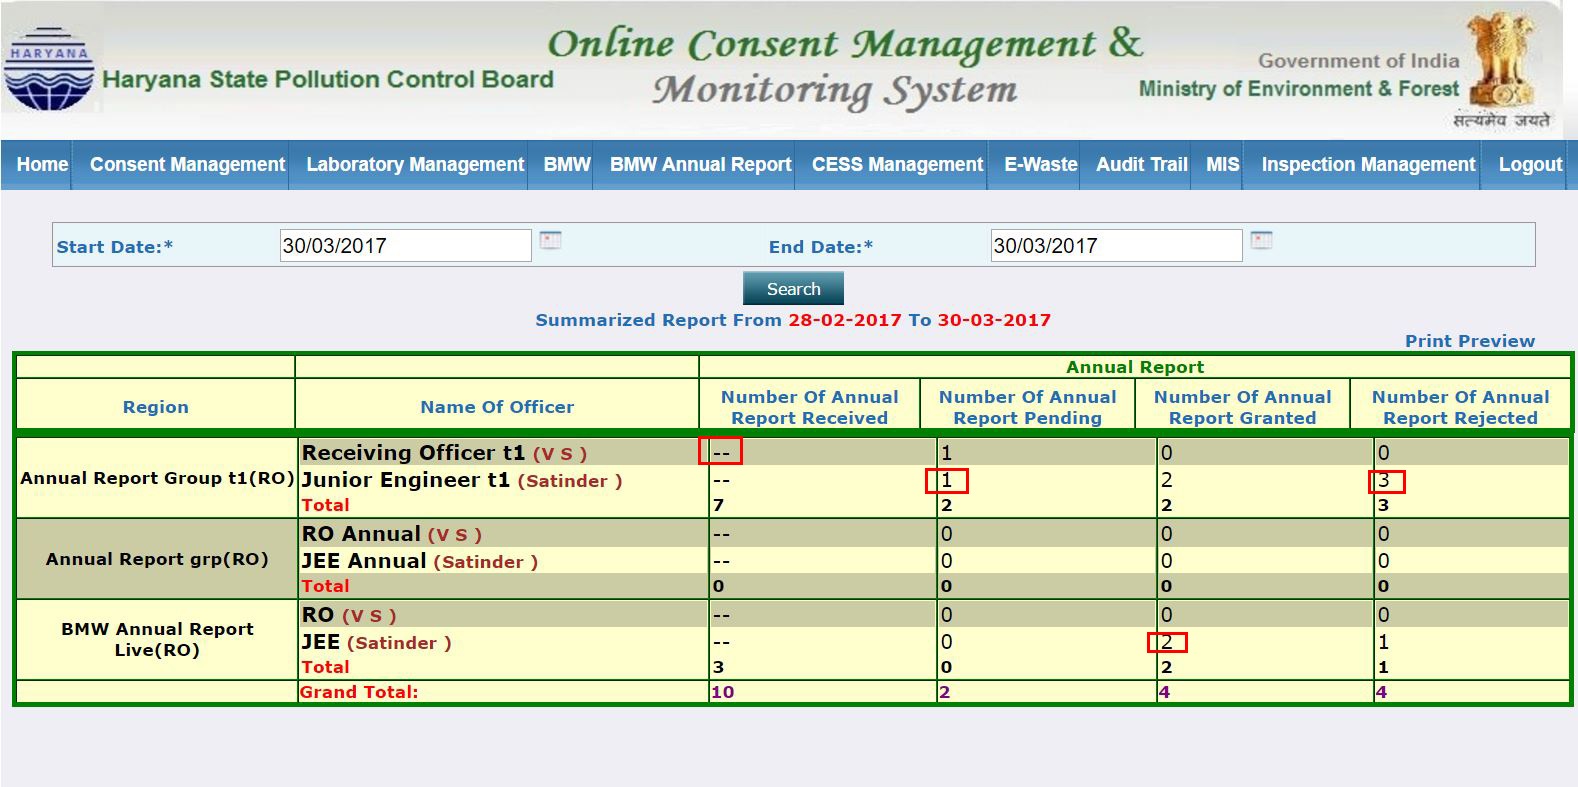 HARYANA
Haryana State Pollution Control Board
Online Consent Management &
Monitoring System
Government of India
Ministry of Environment & Forest
सत्यमेव जयते
Home Consent Management Laboratory Management BMW BMW Annual Report CESS Management E-Waste Audit Trail MIS Inspection Management Logout
Start Date:* 30/03/2017 End Date:* 30/03/2017
Search
Summarized Report From 28-02-2017 To 30-03-2017
Print Preview
Annual Report
Region Name Of Officer Number Of Annual Report Received Number Of Annual Report Pending Number Of Annual Report Granted Number Of Annual Report Rejected
Annual Report Group t1(RO)
Receiving Officer t1 (V S ) -- 1 0 0
Junior Engineer t1 (Satinder ) -- 1 2 3
Total 7 2 2 3
Annual Report grp(RO)
RO Annual (V S ) -- 0 0 0
JEE Annual (Satinder ) -- 0 0 0
Total 0 0 0 0
BMW Annual Report
Live(RO)
RO (V S ) -- 0 0 0
JEE (Satinder ) -- 0 2 1
Total 3 0 2 1
Grand Total: 10 2 4 4